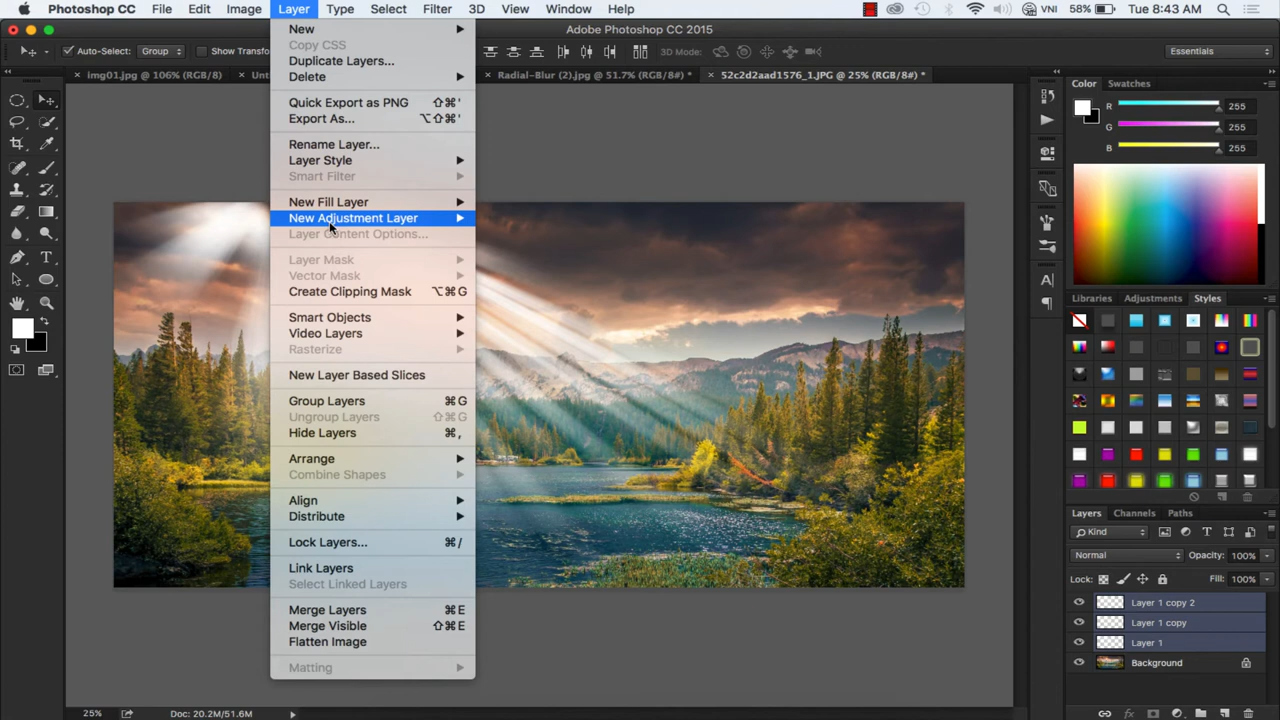 Photoshop CC File Edit Image Layer Type Select Filter 3D View Window Help VNI 58% Tue 8:43 AM
Adobe Photoshop CC 2015
Auto-Select: Group Show Transfo 3D Mode: Essentials
img01.jpg @ 106% (RGB/8) Unt Radial-Blur (2).jpg @ 51.7% (RGB/8#) * 52c2d2aad1576_1.JPG @ 25% (RGB/8#) *
New
Copy CSS
Duplicate Layers...
Delete
Quick Export as PNG ⇧⌘'
Export As... ⌥⇧⌘'
Rename Layer...
Layer Style
Smart Filter
New Fill Layer
New Adjustment Layer
Layer Content Options...
Layer Mask
Vector Mask
Create Clipping Mask ⌥⌘G
Smart Objects
Video Layers
Rasterize
New Layer Based Slices
Group Layers ⌘G
Ungroup Layers ⇧⌘G
Hide Layers ⌘,
Arrange
Combine Shapes
Align
Distribute
Lock Layers... ⌘/
Link Layers
Select Linked Layers
Merge Layers ⌘E
Merge Visible ⇧⌘E
Flatten Image
Matting
Color Swatches
R 255
G 255
B 255
Libraries Adjustments Styles
Layers Channels Paths
Kind
Normal Opacity: 100%
Lock: Fill: 100%
Layer 1 copy 2
Layer 1 copy
Layer 1
Background
25% Doc: 20.2M/51.6M